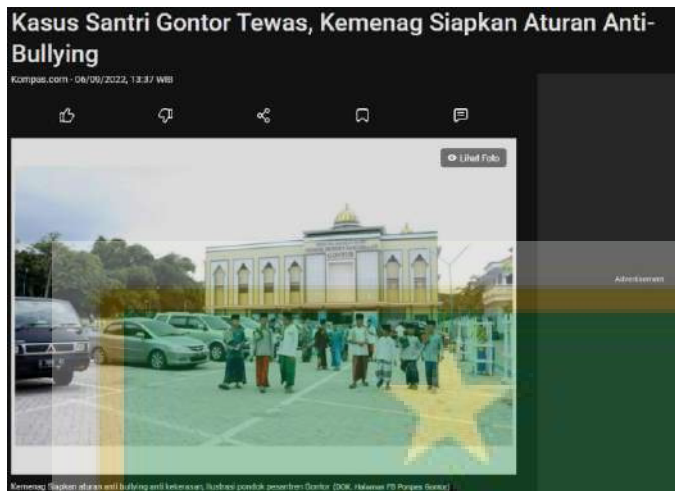 Kasus Santri Gontor Tewas, Kemenag Siapkan Aturan Anti-
Bullying
Kompas.com - 06/09/2022, 13:37 WIB
Lihat Foto
GONTOR
Advertisement
Kemenag Siapkan aturan anti bullying anti kekerasan, Ilustrasi pondok pesantren Gontor (DOK. Halaman FB Ponpes Gontor)